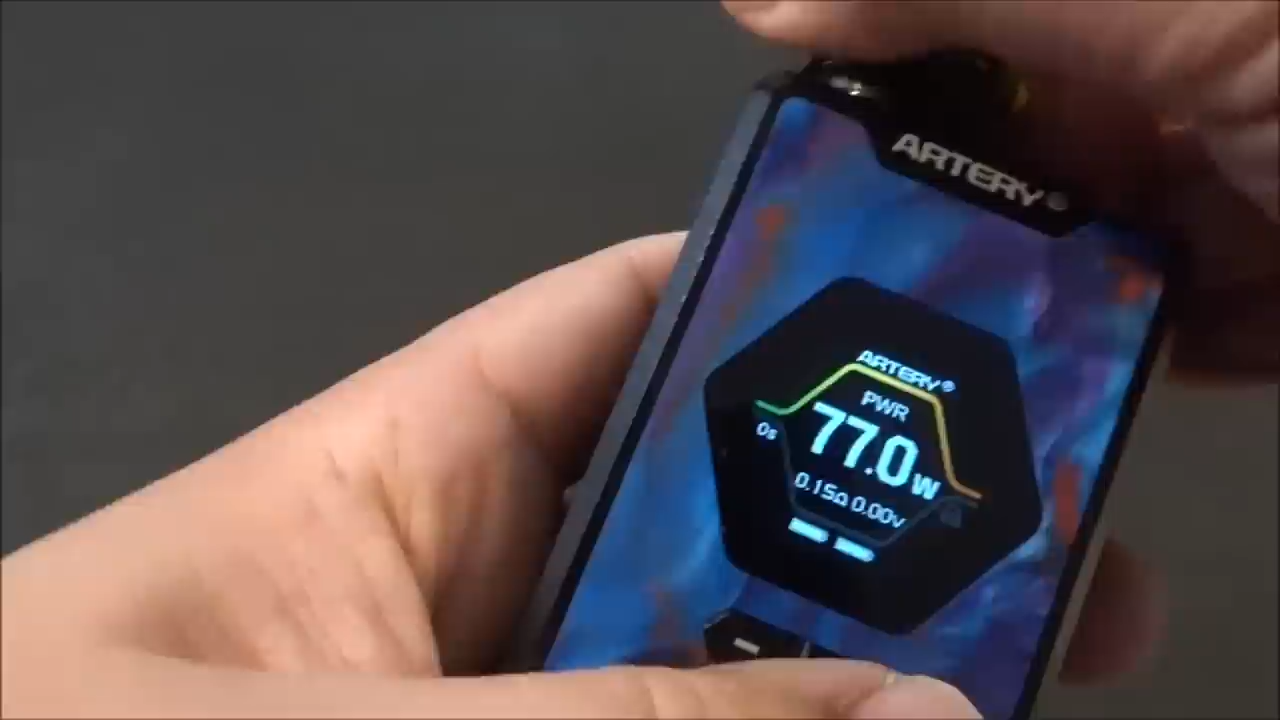 ARTERY®
ARTERY®
PWR
0s
77.0W
0.15Ω 0.00v
-